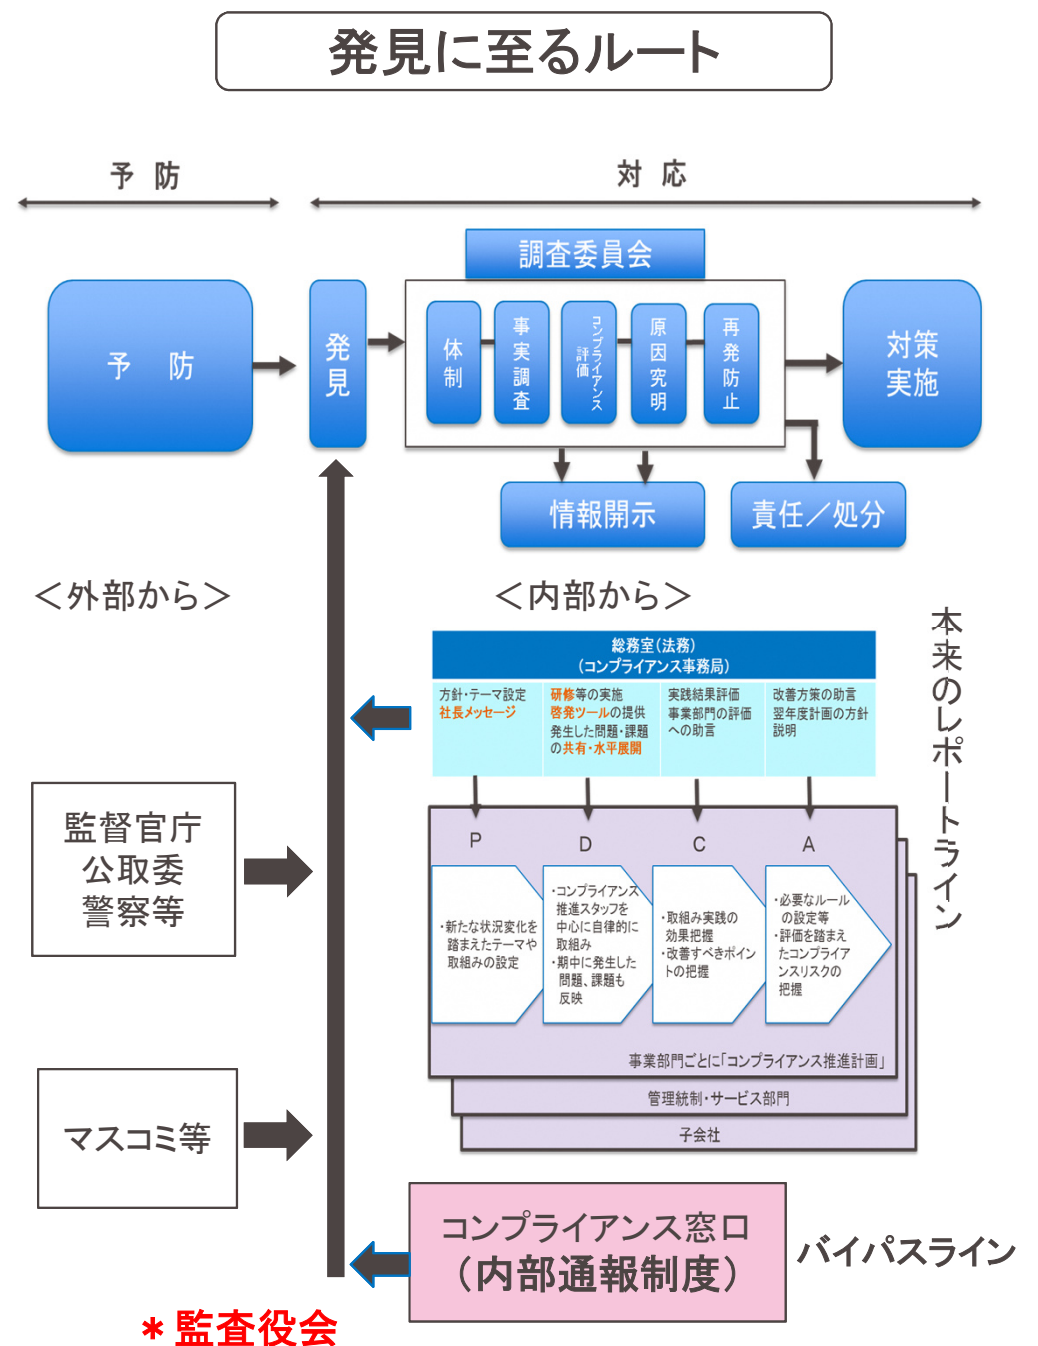 発見に至るルート
予 防
対 応
調査委員会
予 防
発見
体制
事実調査
コンプライアンス
評価
原因究明
再発防止
対策
実施
情報開示
責任／処分
＜外部から＞
＜内部から＞
本来のレポートライン
総務室（法務）
（コンプライアンス事務局）
方針・テーマ設定
社長メッセージ
研修等の実施
啓発ツールの提供
発生した問題・課題
の共有・水平展開
実践結果評価
事業部門の評価
への助言
改善方策の助言
翌年度計画の方針
説明
P
D
C
A
・新たな状況変化を
踏まえたテーマや
取組みの設定
・コンプライアンス
推進スタッフを
中心に自律的に
取組み
・期中に発生した
問題、課題も
反映
・取組み実践の
効果把握
・改善すべきポイン
トの把握
・必要なルール
の設定等
・評価を踏まえ
たコンプライア
ンスリスクの
把握
事業部門ごとに「コンプライアンス推進計画」
管理統制・サービス部門
子会社
監督官庁
公取委
警察等
マスコミ等
コンプライアンス窓口
（内部通報制度）
バイパスライン
＊監査役会